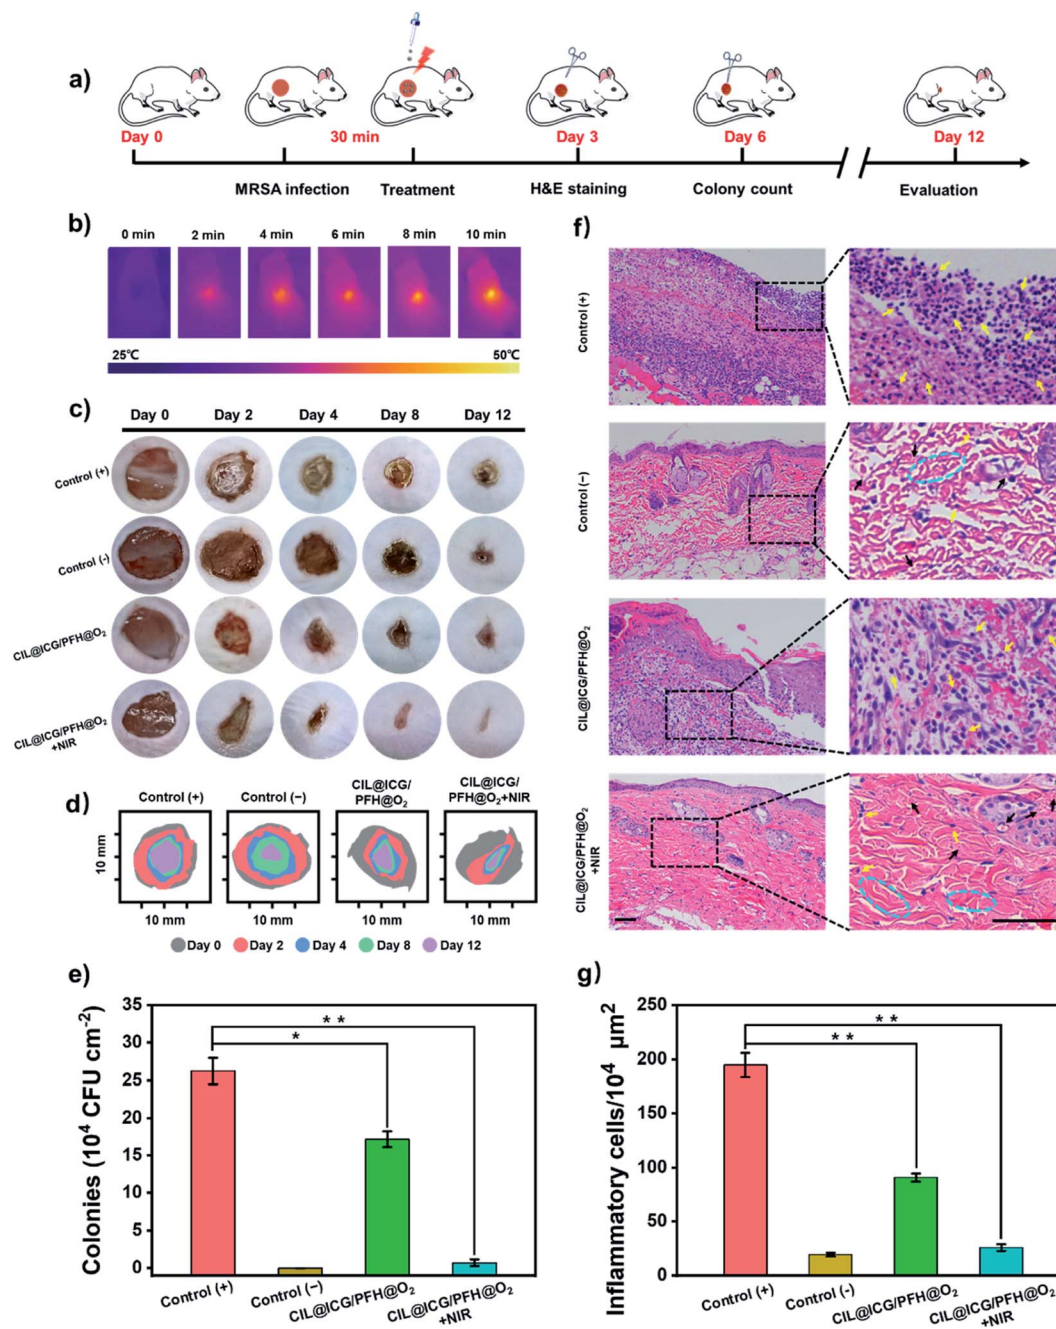 a)
Day 0
30 min
Day 3
Day 6
Day 12
MRSA infection
Treatment
H&E staining
Colony count
Evaluation
b)
0 min
2 min
4 min
6 min
8 min
10 min
25℃
50℃
c)
Day 0
Day 2
Day 4
Day 8
Day 12
Control (+)
Control (-)
CIL@ICG/PFH@O₂
CIL@ICG/PFH@O₂
+NIR
d)
Control (+)
Control (−)
CIL@ICG/
PFH@O₂
CIL@ICG/
PFH@O₂+NIR
10 mm
10 mm
10 mm
10 mm
10 mm
Day 0
Day 2
Day 4
Day 8
Day 12
e)
Colonies (10⁴ CFU cm⁻²)
35
30
25
20
15
10
5
0
* *
*
Control (+)
Control (−)
CIL@ICG/PFH@O₂
CIL@ICG/PFH@O₂
+NIR
f)
Control (+)
Control (−)
CIL@ICG/PFH@O₂
CIL@ICG/PFH@O₂
+NIR
g)
Inflammatory cells/10⁴ μm²
250
200
150
100
50
0
* *
* *
Control (+)
Control (-)
CIL@ICG/PFH@O₂
CIL@ICG/PFH@O₂
+NIR